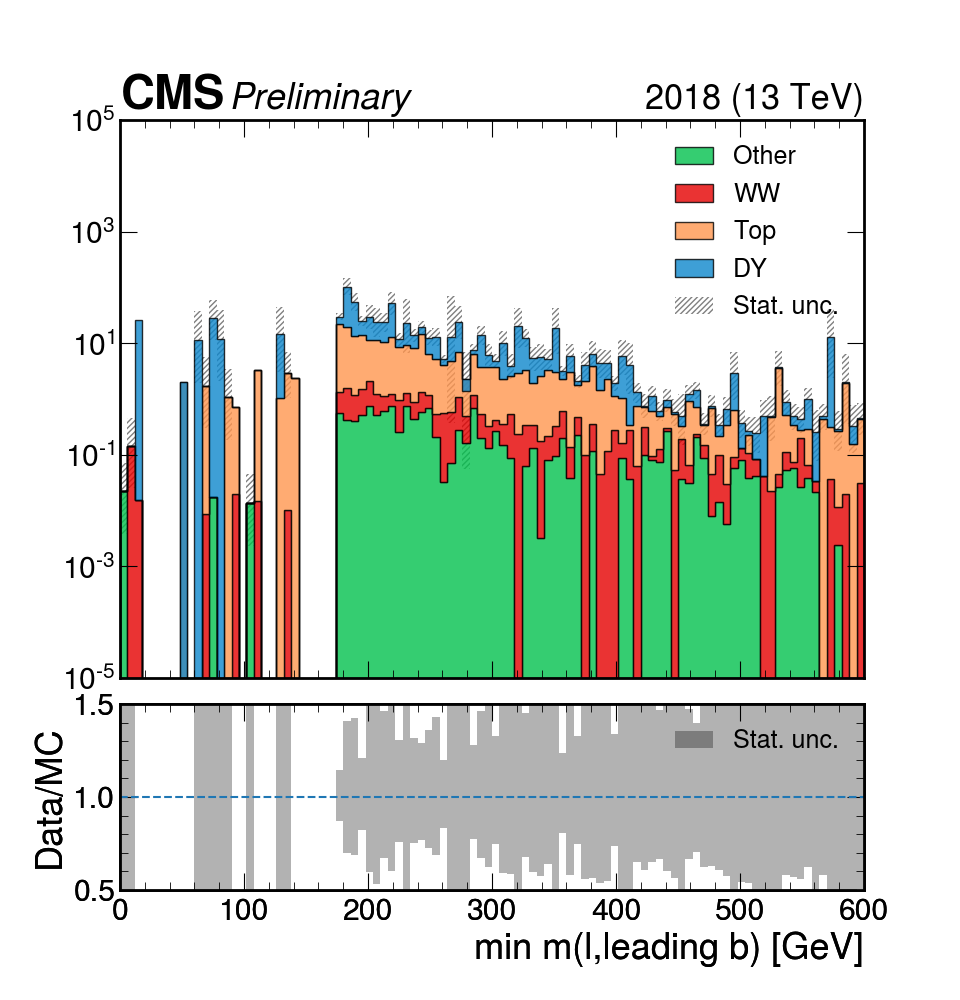 CMS Preliminary 2018 (13 TeV)
10^5
10^3
10^1
10^-1
10^-3
10^-5
Other
WW
Top
DY
Stat. unc.
1.5
1.0
0.5
Data/MC
Stat. unc.
0 100 200 300 400 500 600
min m(l,leading b) [GeV]